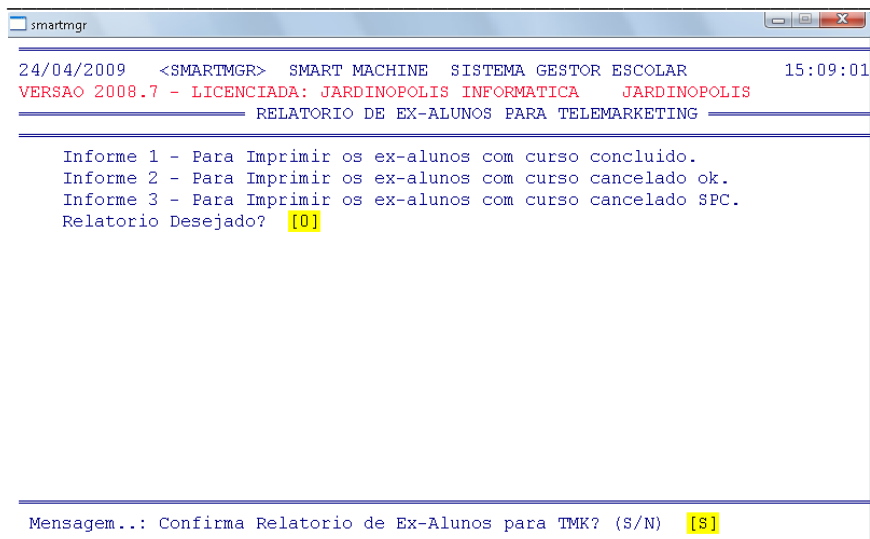 smartmgr
24/04/2009 <SMARTMGR> SMART MACHINE SISTEMA GESTOR ESCOLAR 15:09:01
VERSAO 2008.7 - LICENCIADA: JARDINOPOLIS INFORMATICA JARDINOPOLIS
RELATORIO DE EX-ALUNOS PARA TELEMARKETING
Informe 1 - Para Imprimir os ex-alunos com curso concluido.
Informe 2 - Para Imprimir os ex-alunos com curso cancelado ok.
Informe 3 - Para Imprimir os ex-alunos com curso cancelado SPC.
Relatorio Desejado? [0]
Mensagem..: Confirma Relatorio de Ex-Alunos para TMK? (S/N) [S]